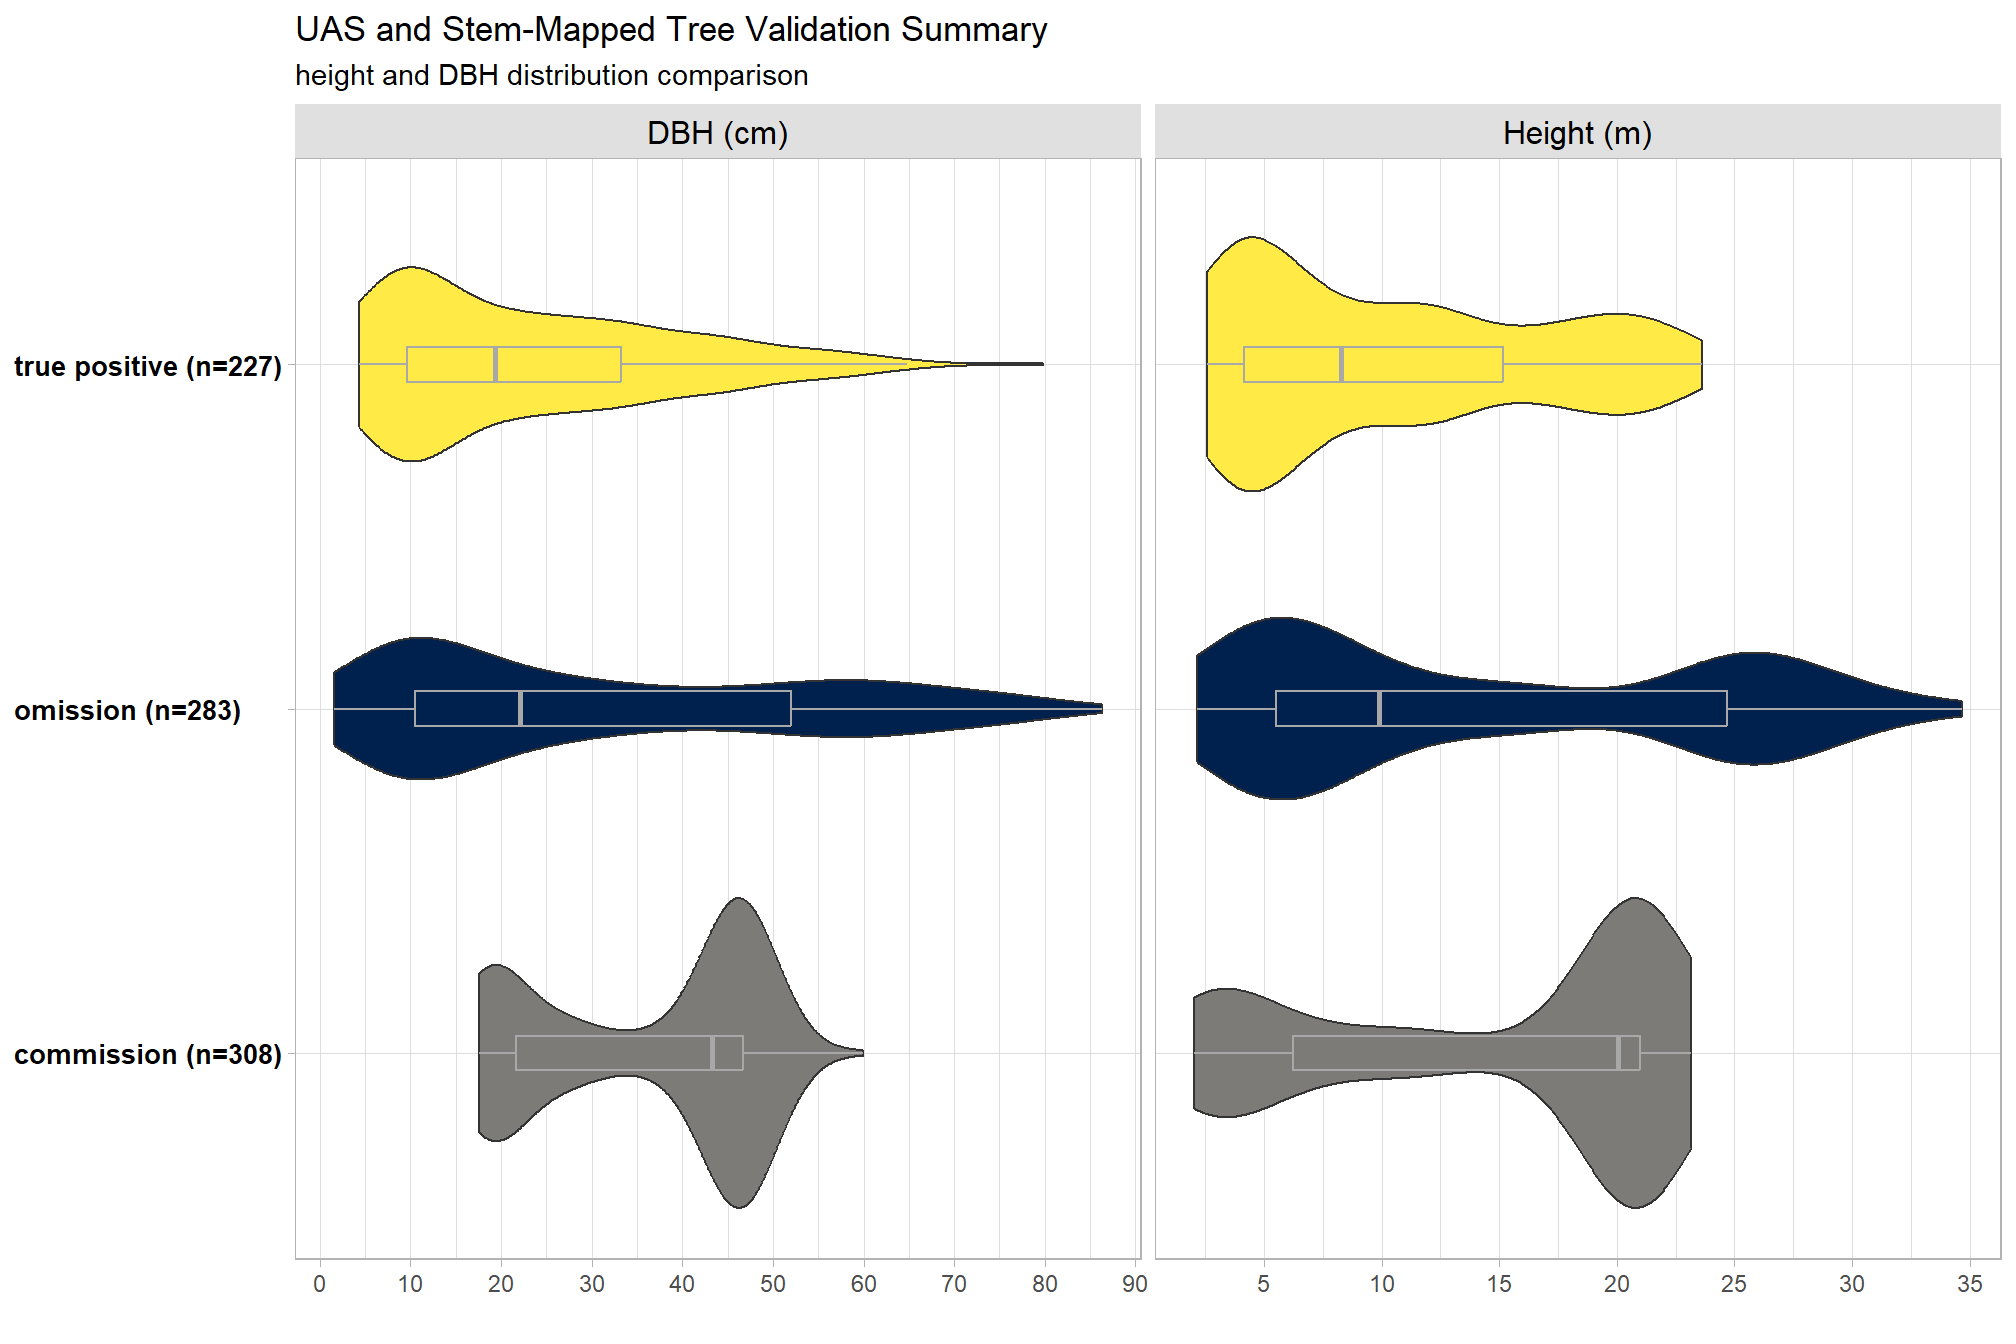 UAS and Stem-Mapped Tree Validation Summary
height and DBH distribution comparison
DBH (cm)
Height (m)
true positive (n=227)
omission (n=283)
commission (n=308)
0 10 20 30 40 50 60 70 80 90
5 10 15 20 25 30 35